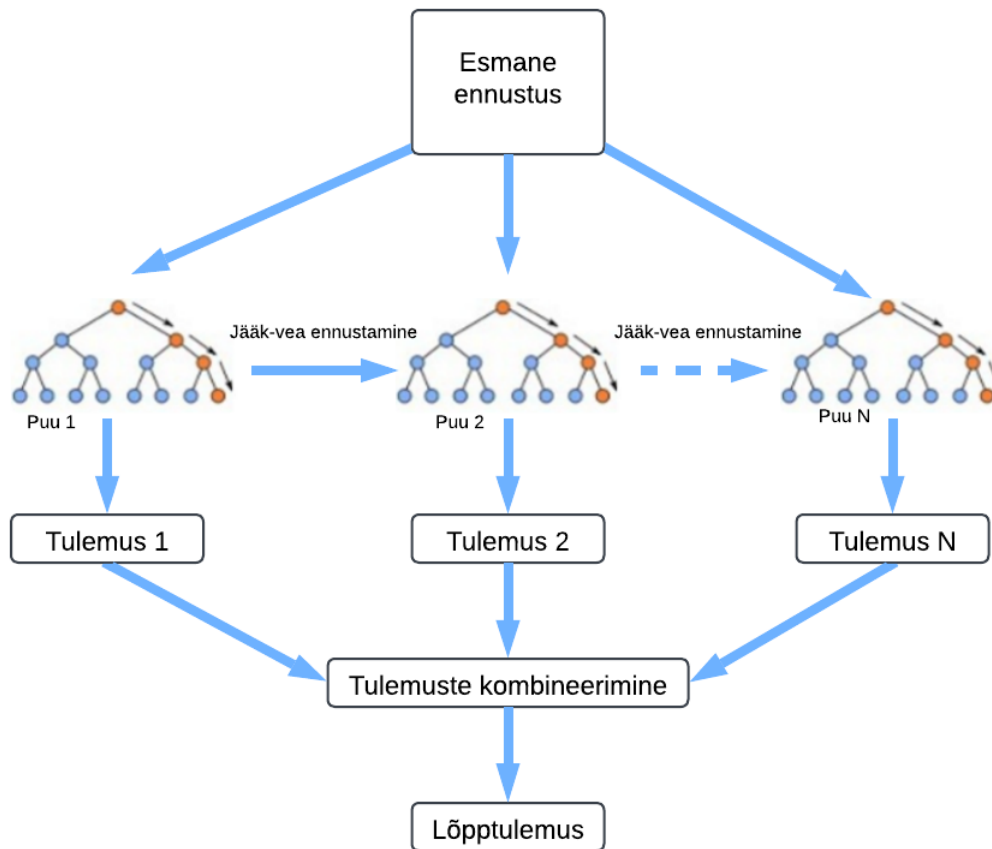 Esmane
ennustus
Jääk-vea ennustamine
Jääk-vea ennustamine
Puu 1
Puu 2
Puu N
Tulemus 1
Tulemus 2
Tulemus N
Tulemuste kombineerimine
Lõpptulemus